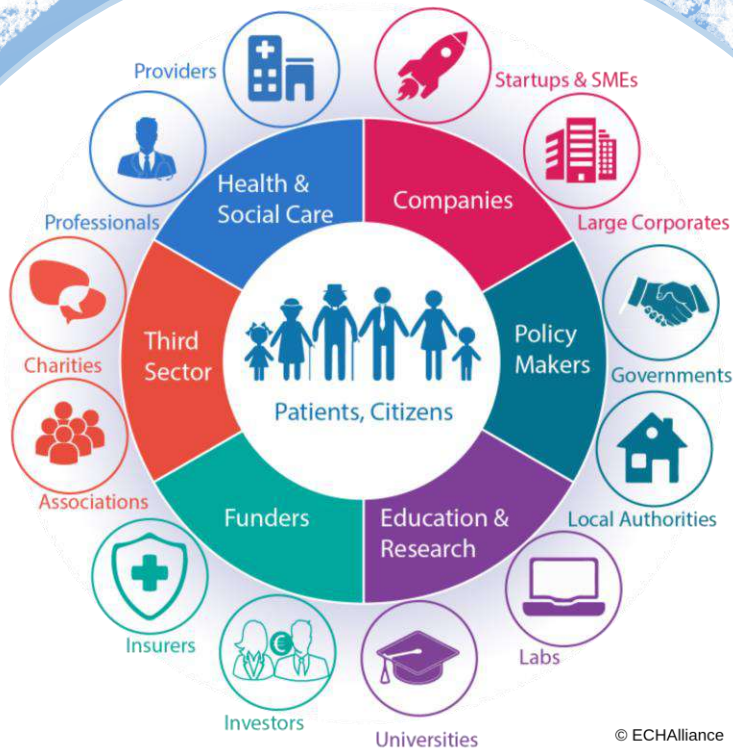 Providers
Startups & SMEs
Professionals
Health &
Social Care
Companies
Large Corporates
Charities
Third
Sector
Policy
Makers
Governments
Patients, Citizens
Associations
Funders
Education &
Research
Local Authorities
Insurers
Labs
Investors
Universities
© ECHAlliance